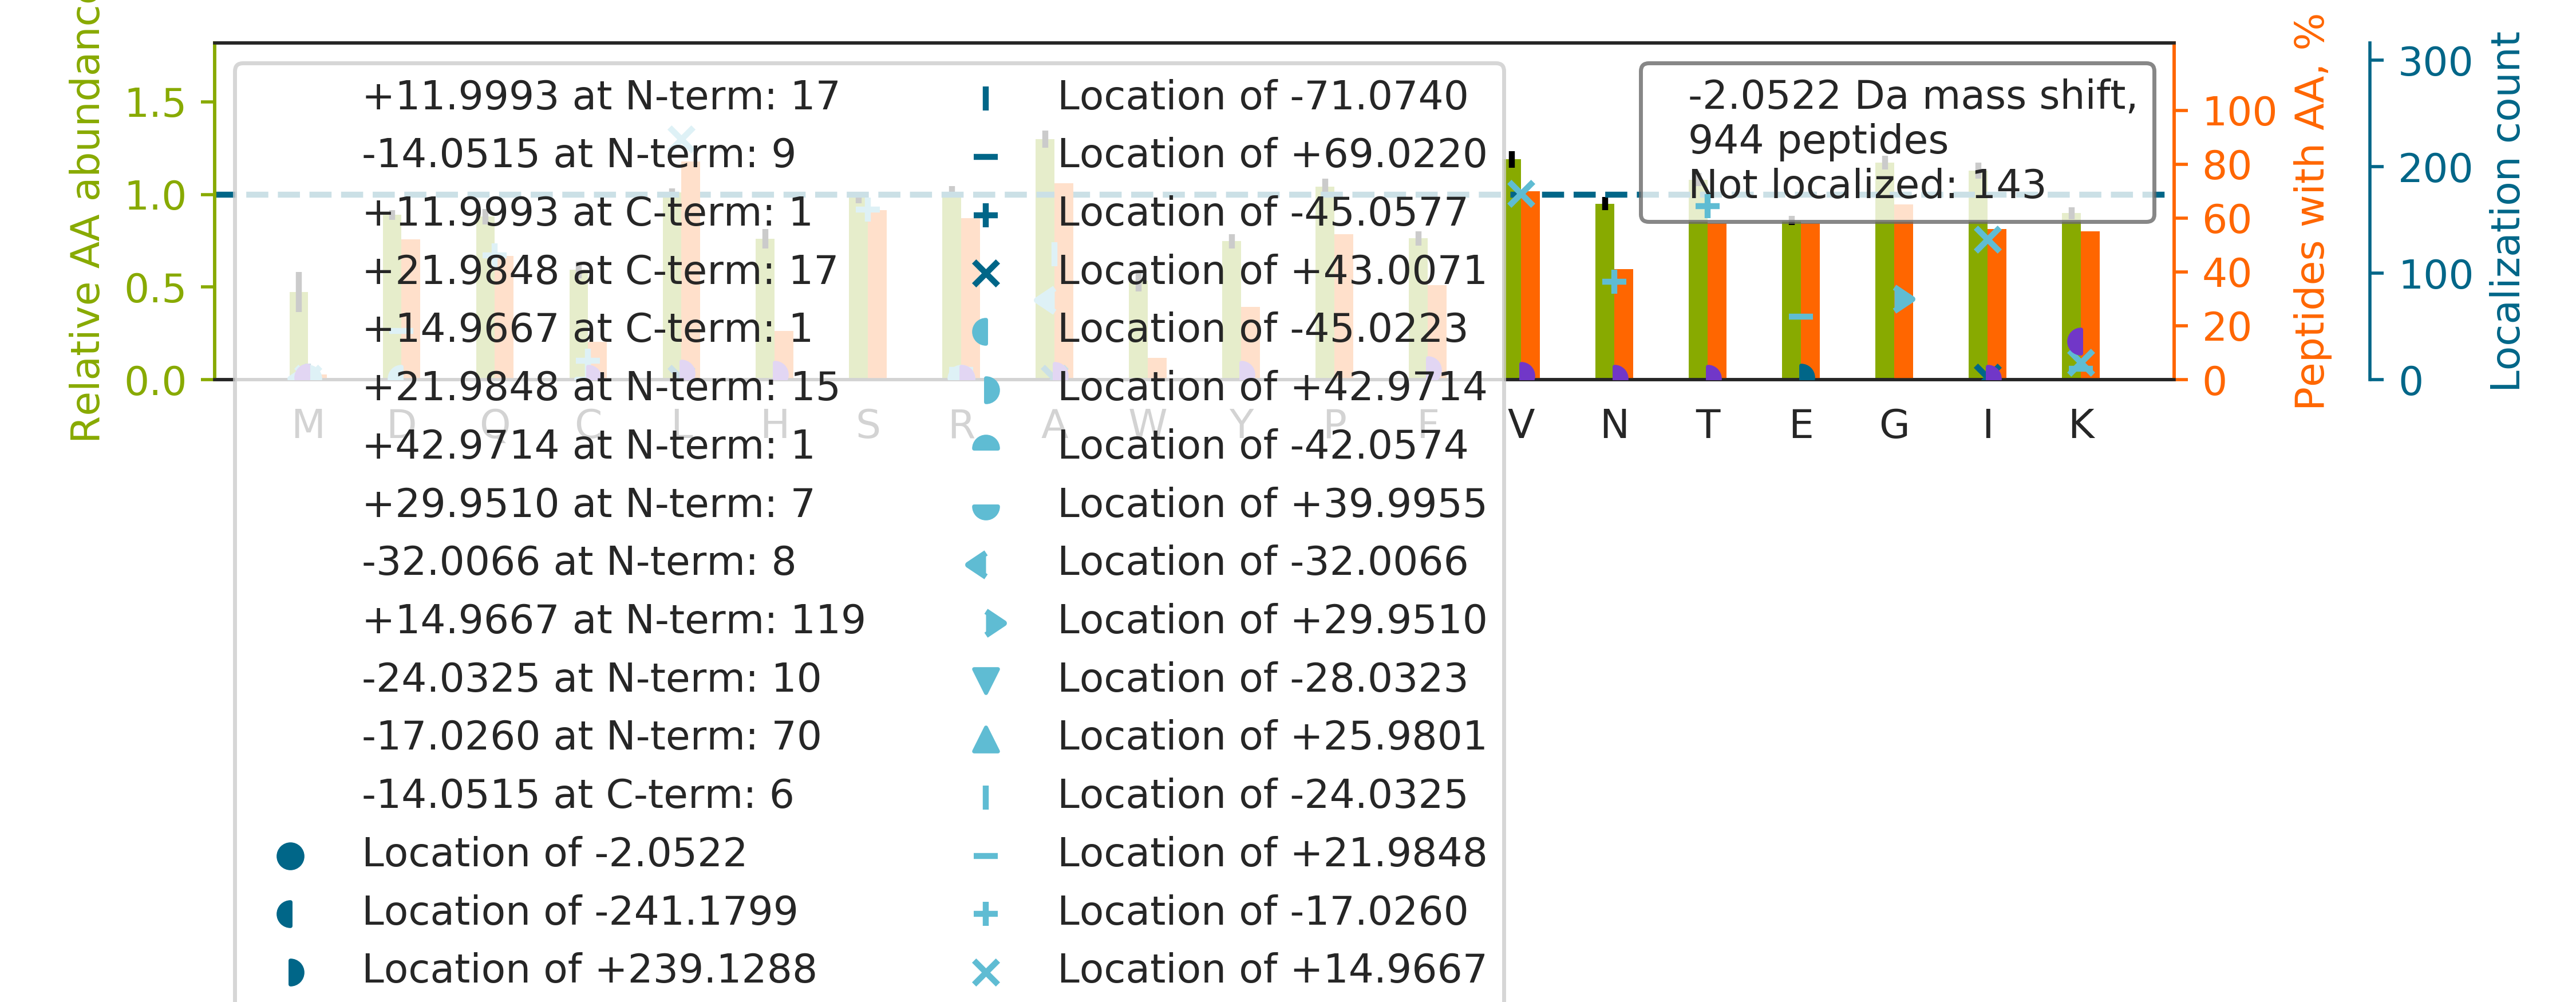 Relative AA abundance
1.5
1.0
0.5
0.0
+11.9993 at N-term: 17
-14.0515 at N-term: 9
+11.9993 at C-term: 1
+21.9848 at C-term: 17
+14.9667 at C-term: 1
+21.9848 at N-term: 15
+42.9714 at N-term: 1
+29.9510 at N-term: 7
-32.0066 at N-term: 8
+14.9667 at N-term: 119
-24.0325 at N-term: 10
-17.0260 at N-term: 70
-14.0515 at C-term: 6
Location of -2.0522
Location of -241.1799
Location of +239.1288
Location of -71.0740
Location of +69.0220
Location of -45.0577
Location of +43.0071
Location of -45.0223
Location of +42.9714
Location of -42.0574
Location of +39.9955
Location of -32.0066
Location of +29.9510
Location of -28.0323
Location of +25.9801
Location of -24.0325
Location of +21.9848
Location of -17.0260
Location of +14.9667
-2.0522 Da mass shift,
944 peptides
Not localized: 143
M D Q C L H S R A W Y P F V N T E G I K
100
80
60
40
20
0
Peptides with AA, %
300
200
100
0
Localization count